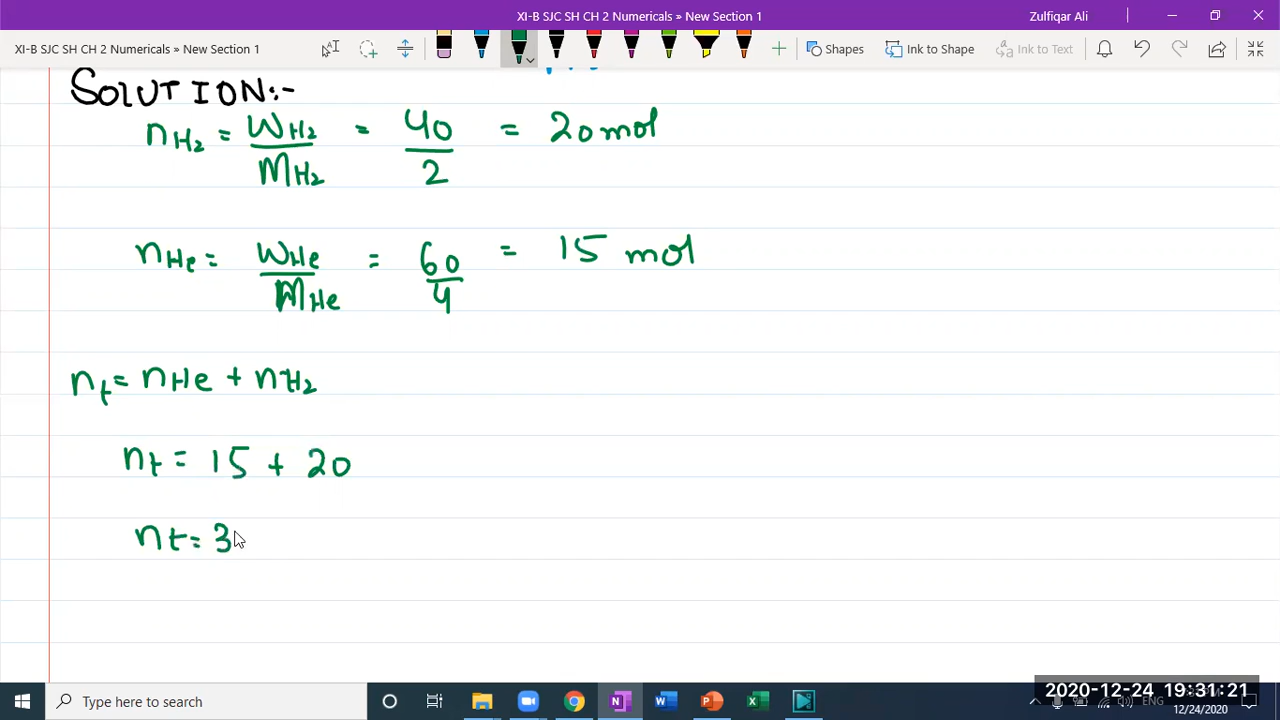 XI-B SJC SH CH 2 Numericals » New Section 1
Zulfiqar Ali
XI-B SJC SH CH 2 Numericals » New Section 1
Shapes
Ink to Shape
Ink to Text
SOLUTION:-
nH₂ = WH₂/MH₂ = 40/2 = 20 mol
nHe = WHe/MHe = 60/4 = 15 mol
nt = nHe + nH₂
nt = 15 + 20
nt = 3
Type here to search
2020-12-24 19:31:21
ENG
12/24/2020